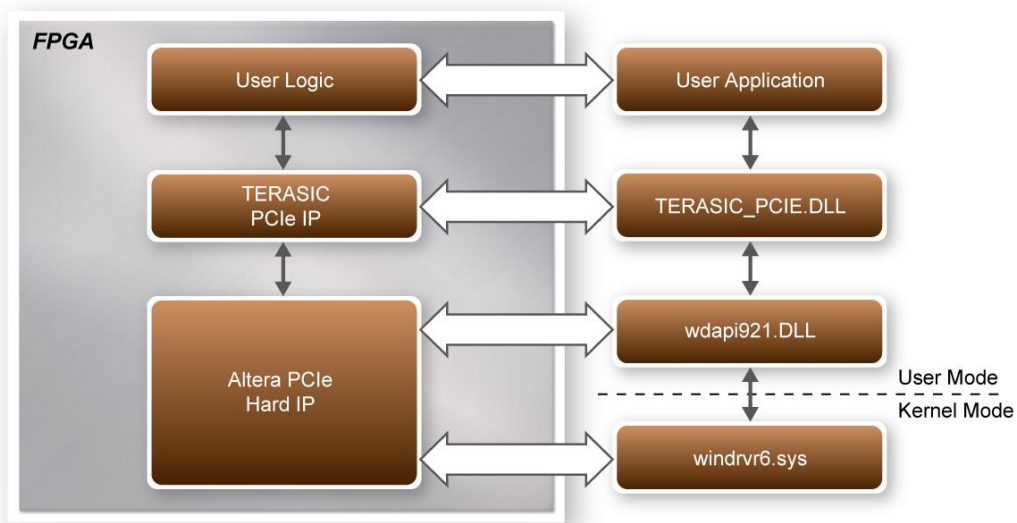 FPGA
User Logic
User Application
TERASIC
PCIe IP
TERASIC_PCIE.DLL
Altera PCIe
Hard IP
wdapi921.DLL
User Mode
Kernel Mode
windrvr6.sys